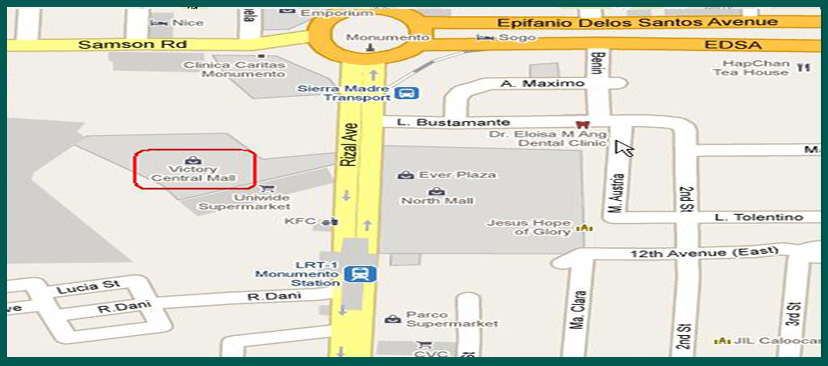 Emporium
Nice
ela
Epifanio Delos Santos Avenue
Monumento
Sogo
Samson Rd
EDSA
Benin
HapChan
Tea House
Clinica Caritas
Monumento
Sierra Madre
Transport
A. Maximo
L. Bustamante
Dr. Eloisa M Ang
Dental Clinic
Rizal Ave
Victory
Central Mall
Ever Plaza
North Mall
Uniwide
Supermarket
KFC
M. Austria
2nd St
M
L. Tolentino
Jesus Hope
of Glory
12th Avenue (East)
LRT-1
Monumento
Station
Lucia St
R.Dani
R.Dani
ve
Ma. Clara
2nd St
3rd St
Parco
Supermarket
JIL Caloocan
CVC
st